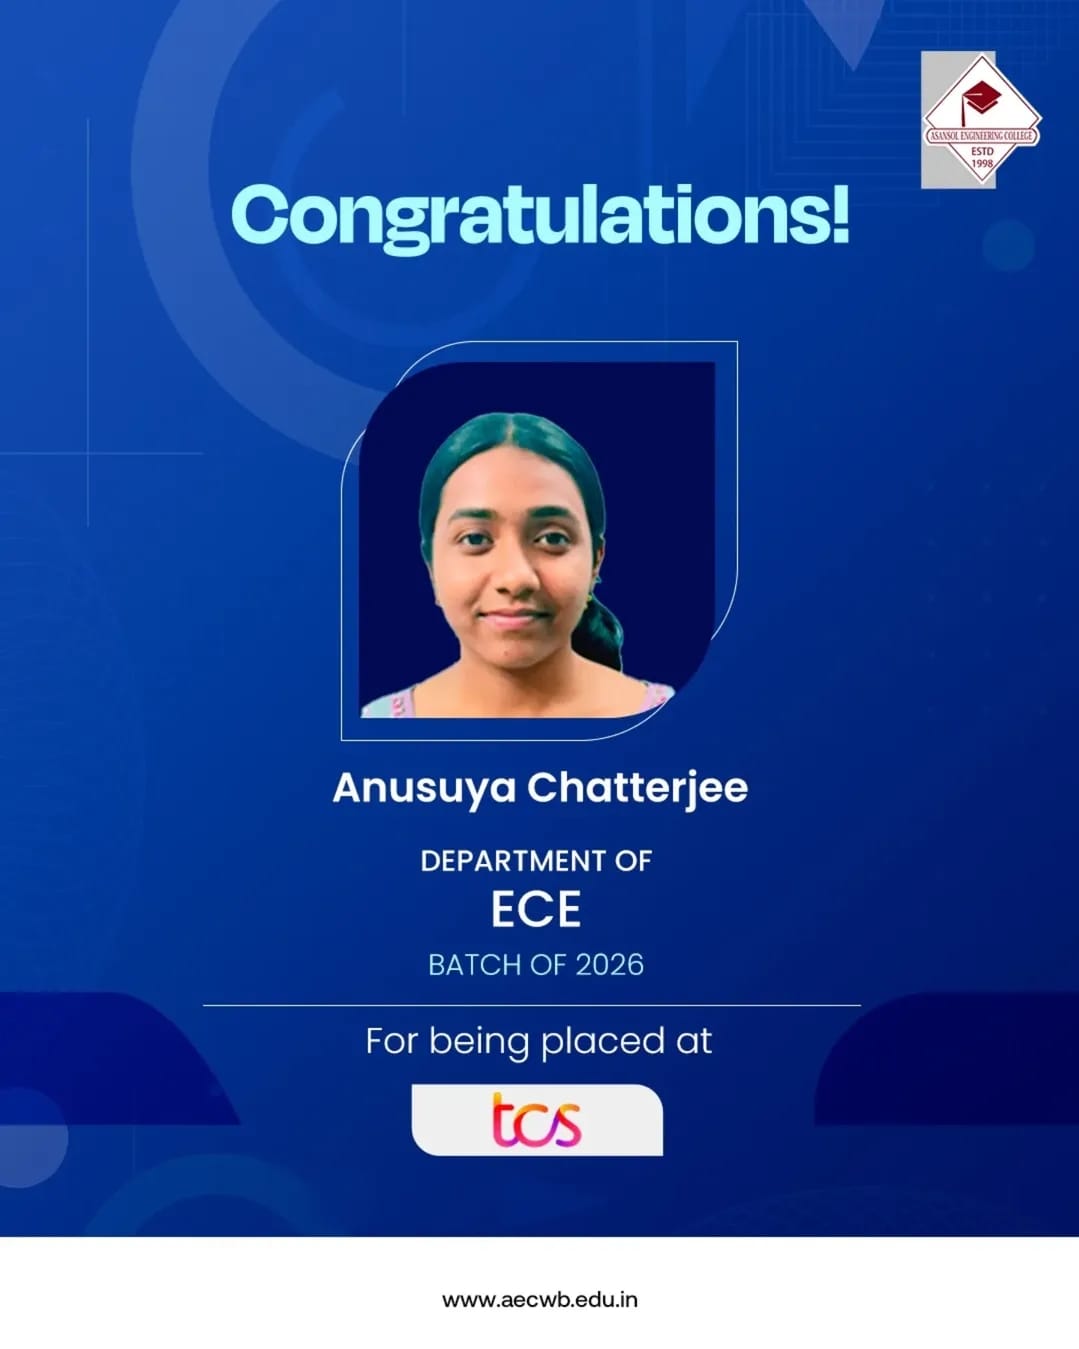 ASANSOL ENGINEERING COLLEGE
ESTD
1998
Congratulations!
Anusuya Chatterjee
DEPARTMENT OF
ECE
BATCH OF 2026
For being placed at
tcs
www.aecwb.edu.in